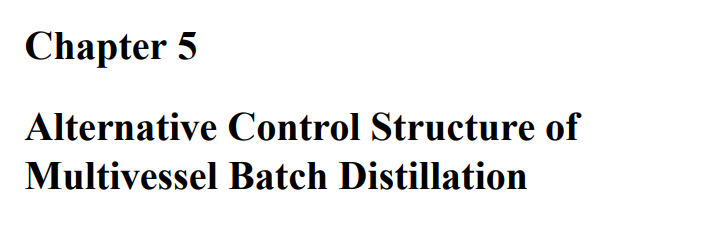 Chapter 5
Alternative Control Structure of
Multivessel Batch Distillation